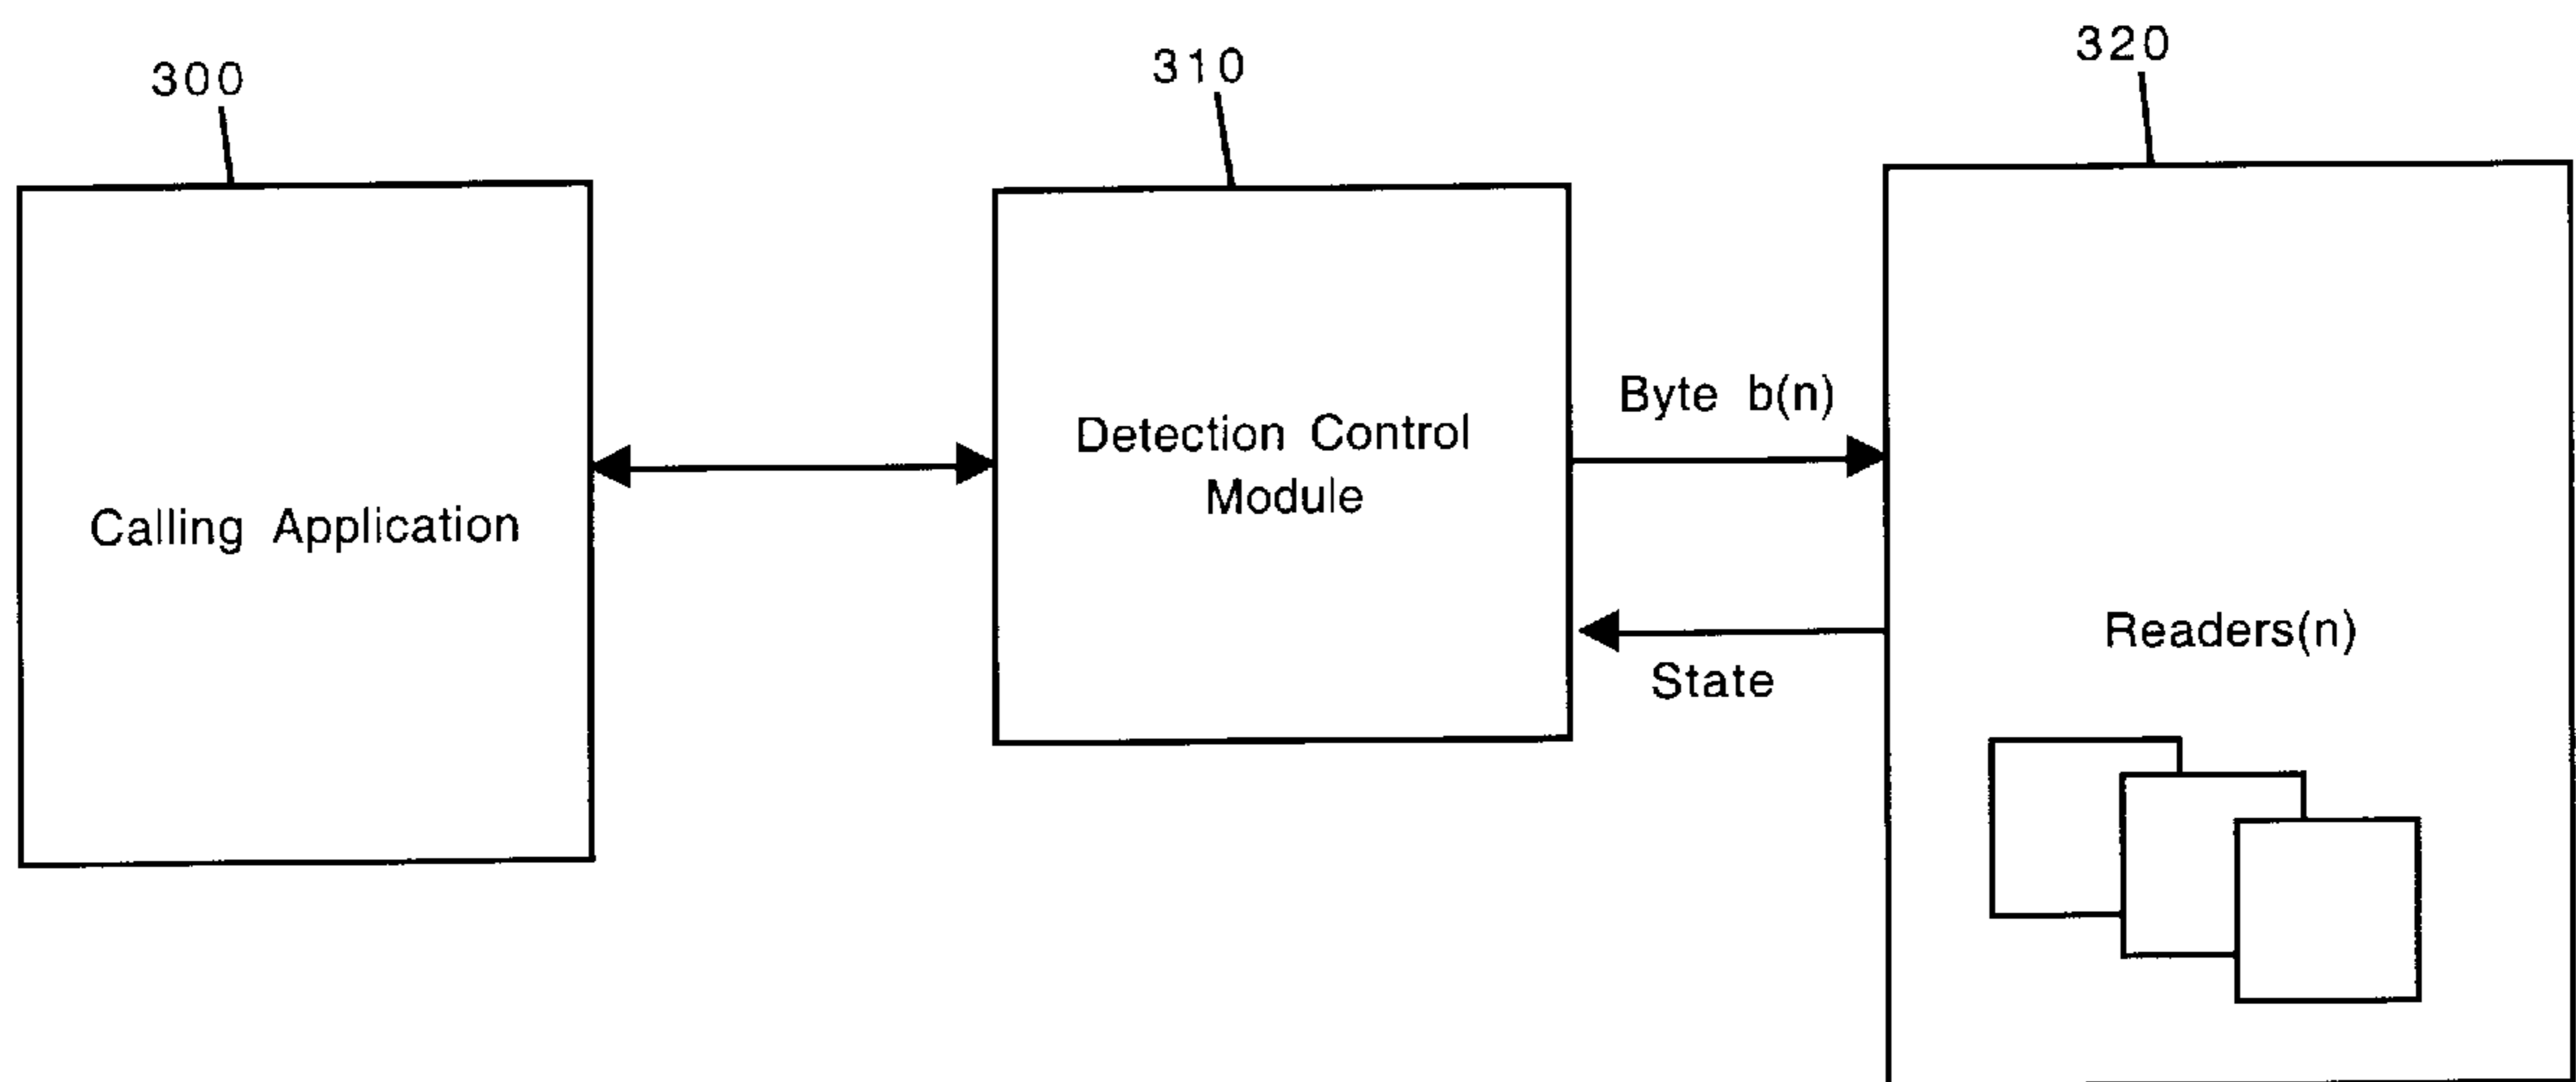 300
310
320
Calling Application
Detection Control
Module
Byte b(n)
State
Readers(n)